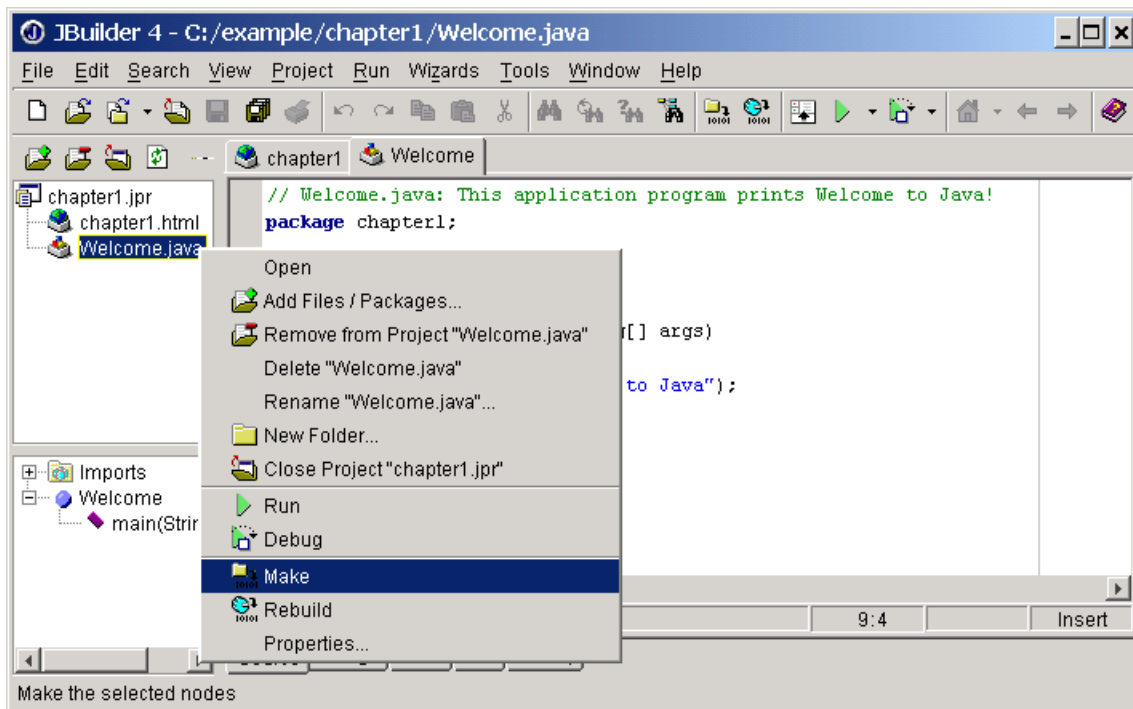 JBuilder 4 - C:/example/chapter1/Welcome.java
File Edit Search View Project Run Wizards Tools Window Help
chapter1 Welcome
chapter1.jpr
chapter1.html
Welcome.java
// Welcome.java: This application program prints Welcome to Java!
package chapter1;
[] args)
to Java");
Open
Add Files / Packages...
Remove from Project "Welcome.java"
Delete "Welcome.java"
Rename "Welcome.java"...
New Folder...
Close Project "chapter1.jpr"
Run
Debug
Make
Rebuild
Properties...
Imports
Welcome
main(Strin
9:4 Insert
Make the selected nodes